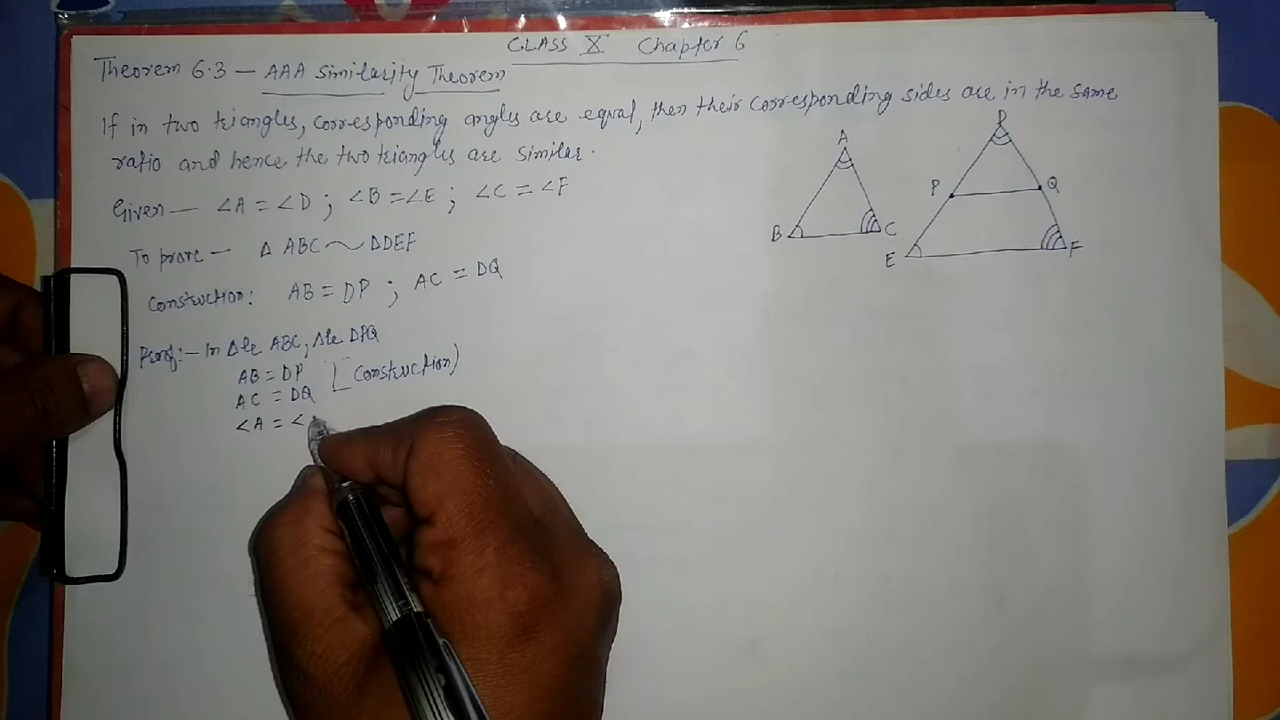 CLASS X Chapter 6
Theorem 6.3 — AAA Similarity Theorem
If in two triangles, corresponding angles are equal, then their corresponding sides are in the same
ratio and hence the two triangles are similar.
Given — ∠A = ∠D ; ∠B = ∠E ; ∠C = ∠F
To prove — Δ ABC ~ ΔDEF
Construction: AB = DP ; AC = DQ
Proof:- In Δle ABC, Δle DPQ
AB = DP
AC = DQ [Construction)
∠A = ∠
A
B
C
D
P
Q
E
F